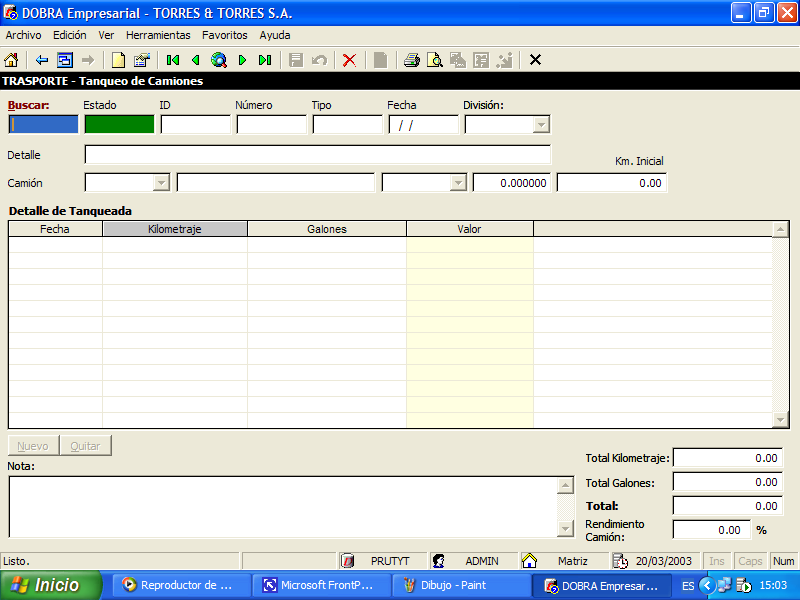 DOBRA Empresarial - TORRES & TORRES S.A.
Archivo Edición Ver Herramientas Favoritos Ayuda
TRASPORTE - Tanqueo de Camiones
Buscar: Estado ID Número Tipo Fecha División:
/ /
Detalle
Km. Inicial
Camión 0.000000 0.00
Detalle de Tanqueada
Fecha Kilometraje Galones Valor
Nuevo Quitar
Nota:
Total Kilometraje: 0.00
Total Galones: 0.00
Total: 0.00
Rendimiento
Camión: 0.00 %
Listo. PRUTYT ADMIN Matriz 20/03/2003 Ins Caps Num
Inicio Reproductor de ... Microsoft FrontP... Dibujo - Paint DOBRA Empresar... ES 15:03